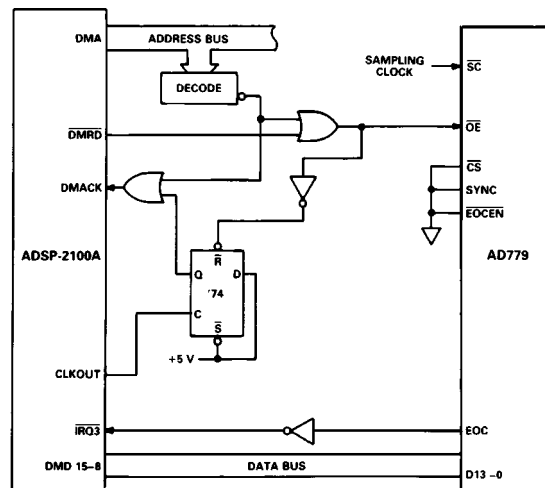 DMA
ADDRESS BUS
DECODE
SAMPLING
CLOCK
SC
DMRD
OE
CS
DMACK
SYNC
EOCEN
R
ADSP-2100A
AD779
Q
D
'74
C
S
+5 V
CLKOUT
IRQ3
EOC
DMD 15-8
DATA BUS
D13-0